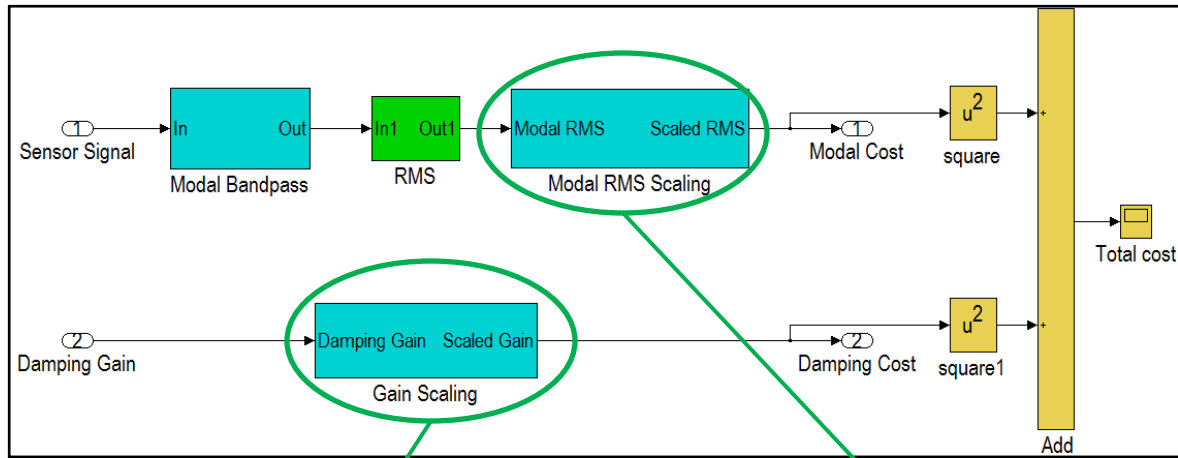 1
Sensor Signal
In Out
Modal Bandpass
In1 Out1
RMS
Modal RMS Scaled RMS
Modal RMS Scaling
1
Modal Cost
u²
square
+
Total cost
2
Damping Gain
Damping Gain Scaled Gain
Gain Scaling
2
Damping Cost
u²
square1
+
Add